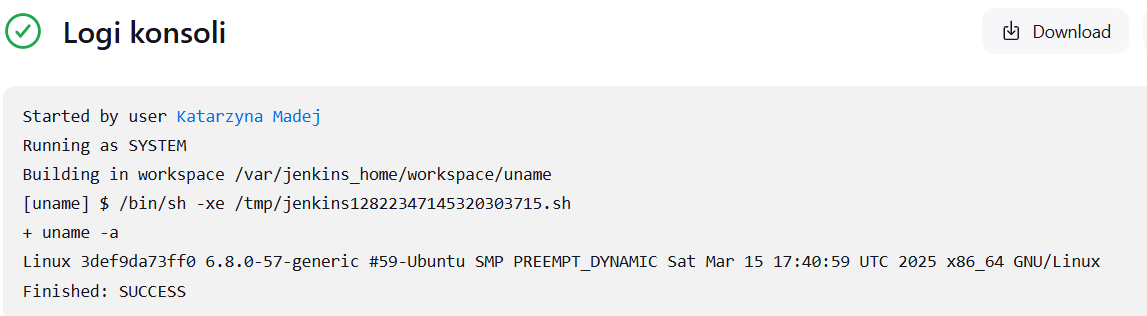 Logi konsoli
Download
Started by user Katarzyna Madej
Running as SYSTEM
Building in workspace /var/jenkins_home/workspace/uname
[uname] $ /bin/sh -xe /tmp/jenkins12822347145320303715.sh
+ uname -a
Linux 3def9da73ff0 6.8.0-57-generic #59-Ubuntu SMP PREEMPT_DYNAMIC Sat Mar 15 17:40:59 UTC 2025 x86_64 GNU/Linux
Finished: SUCCESS